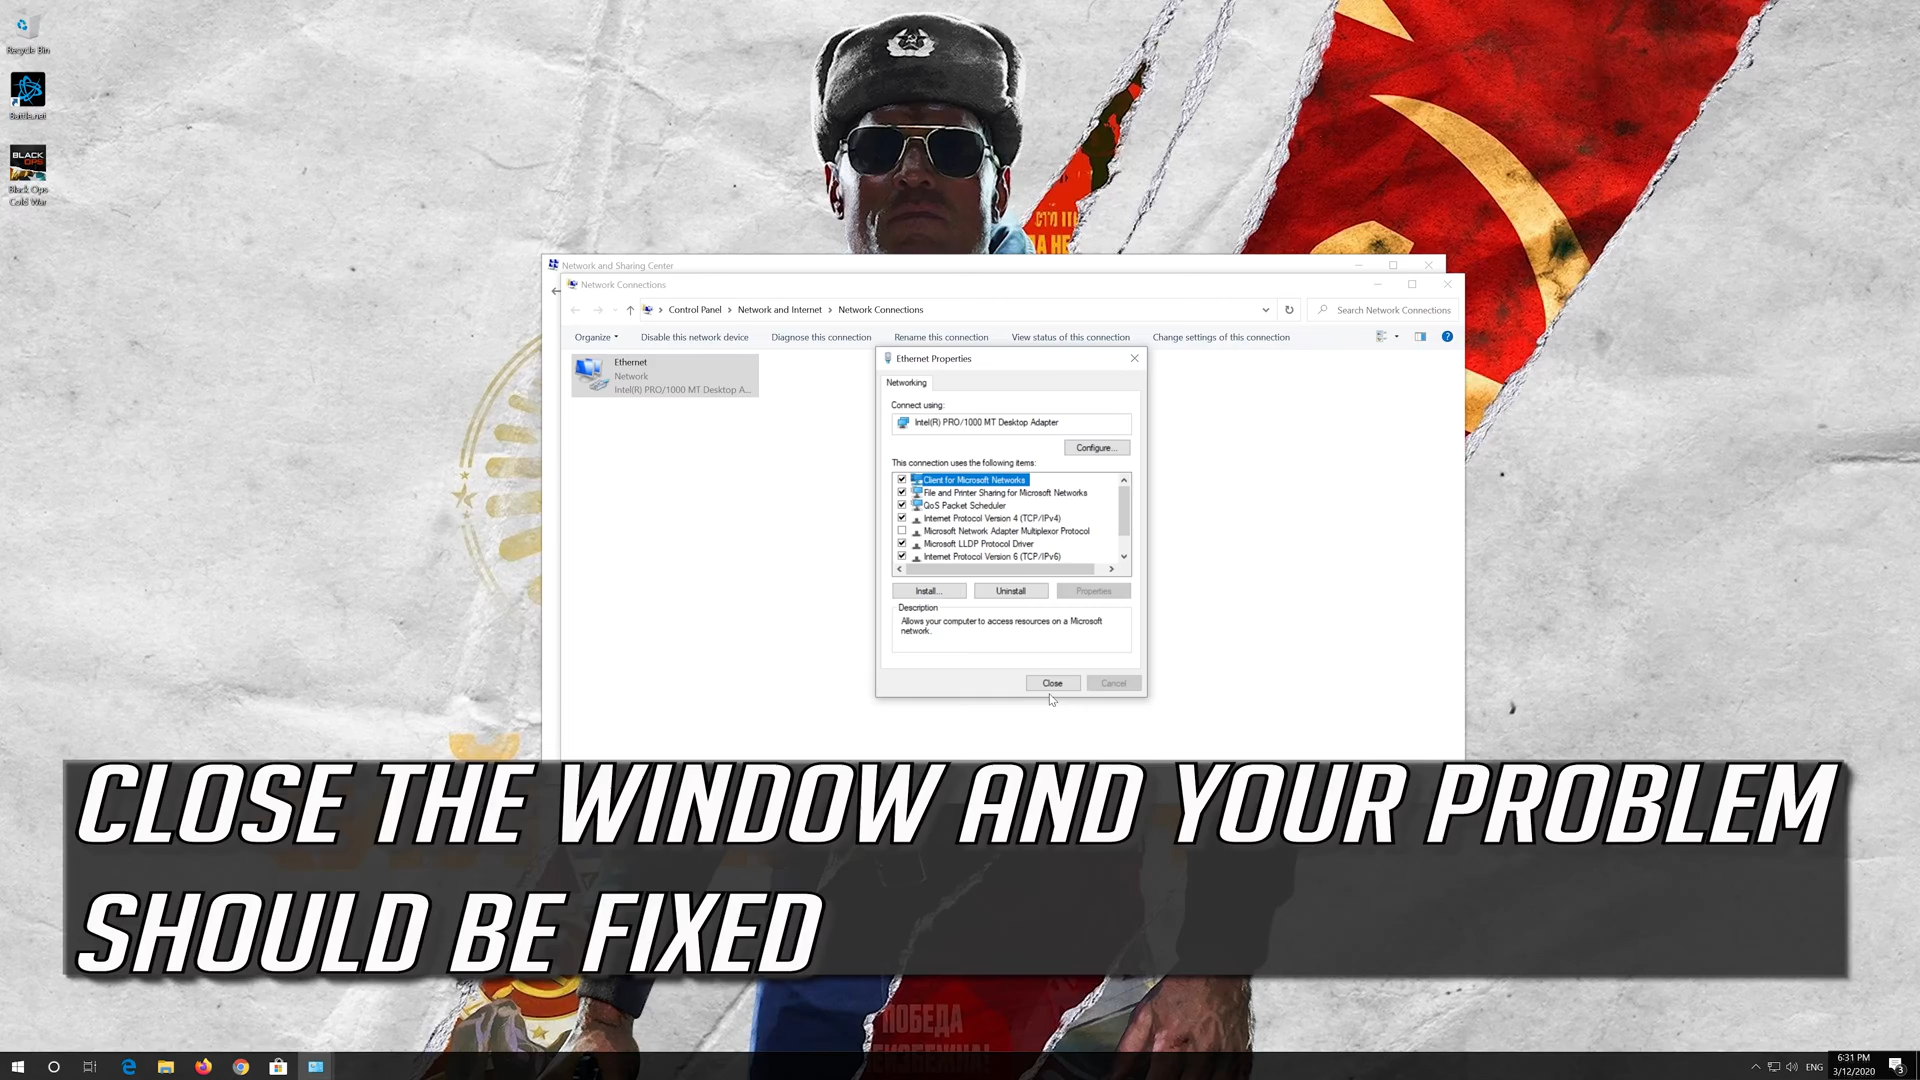 Recycle Bin
Battle.net
BLACK
OPS
Black Ops
Cold War
Network and Sharing Center
Network Connections
Control Panel > Network and Internet > Network Connections
Search Network Connections
Organize
Disable this network device
Diagnose this connection
Rename this connection
View status of this connection
Change settings of this connection
Ethernet
Network
Intel(R) PRO/1000 MT Desktop A...
Ethernet Properties
Networking
Connect using:
Intel(R) PRO/1000 MT Desktop Adapter
Configure...
This connection uses the following items:
Client for Microsoft Networks
File and Printer Sharing for Microsoft Networks
QoS Packet Scheduler
Internet Protocol Version 4 (TCP/IPv4)
Microsoft Network Adapter Multiplexor Protocol
Microsoft LLDP Protocol Driver
Internet Protocol Version 6 (TCP/IPv6)
Install...
Uninstall
Properties
Description
Allows your computer to access resources on a Microsoft
network.
Close
Cancel
CLOSE THE WINDOW AND YOUR PROBLEM
SHOULD BE FIXED
ПОБЕДА
ENG
6:31 PM
3/12/2020
3